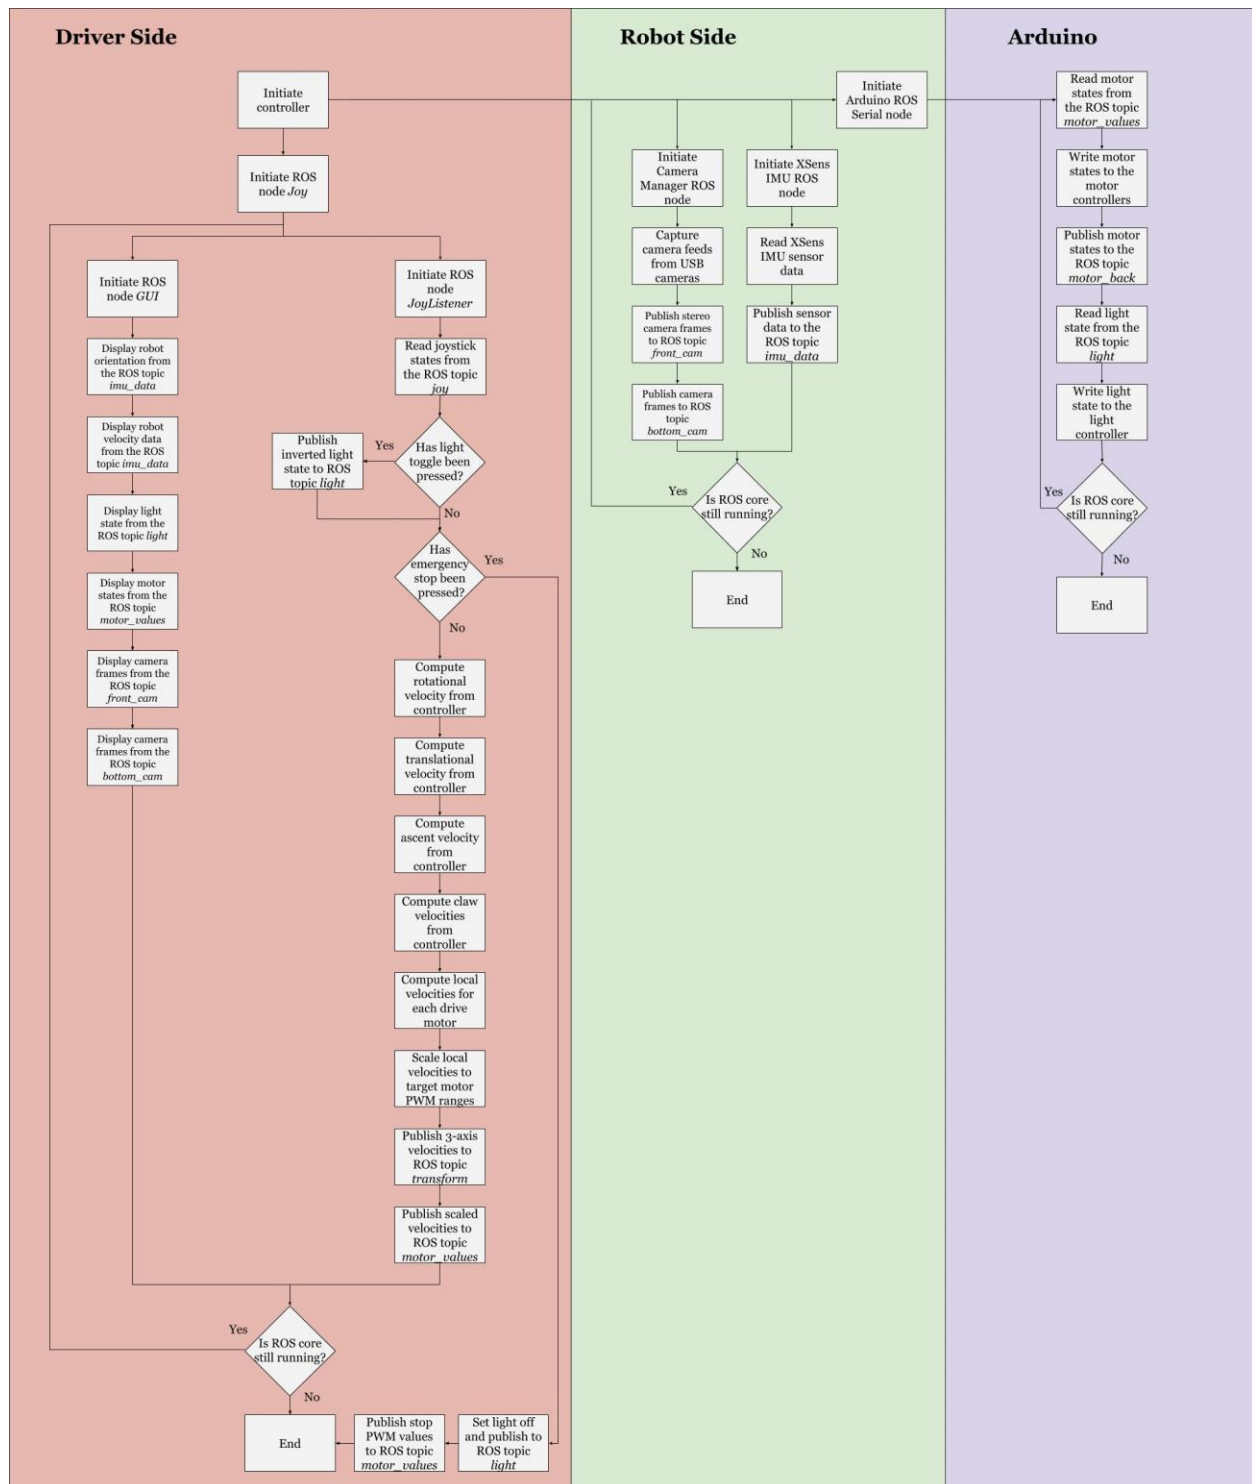 Driver Side
Initiate
controller
Initiate ROS
node Joy
Initiate ROS
node GUI
Display robot
orientation from
the ROS topic
imu_data
Display robot
velocity data
from the ROS
topic imu_data
Display light
state from the
ROS topic light
Display motor
states from the
ROS topic
motor_values
Display camera
frames from the
ROS topic
front_cam
Display camera
frames from the
ROS topic
bottom_cam
Initiate ROS
node
JoyListener
Read joystick
states from
the ROS topic
joy
Has light
toggle been
pressed?
Yes
Publish
inverted light
state to ROS
topic light
No
Has
emergency
stop been
pressed?
Yes
No
Compute
rotational
velocity from
controller
Compute
translational
velocity from
controller
Compute
ascent velocity
from
controller
Compute claw
velocities
from
controller
Compute local
velocities for
each drive
motor
Scale local
velocities to
target motor
PWM ranges
Publish 3-axis
velocities to
ROS topic
transform
Publish scaled
velocities to
ROS topic
motor_values
Is ROS core
still running?
Yes
No
End
Publish stop
PWM values
to ROS topic
motor_values
Set light off
and publish to
ROS topic
light
Robot Side
Initiate
Arduino ROS
Serial node
Initiate
Camera
Manager ROS
node
Capture
camera feeds
from USB
cameras
Publish stereo
camera frames
to ROS topic
front_cam
Publish camera
frames to ROS
topic
bottom_cam
Initiate XSens
IMU ROS
node
Read XSens
IMU sensor
data
Publish sensor
data to the
ROS topic
imu_data
Is ROS core
still running?
Yes
No
End
Arduino
Read motor
states from
the ROS topic
motor_values
Write motor
states to the
motor
controllers
Publish motor
states to the
ROS topic
motor_back
Read light
state from the
ROS topic
light
Write light
state to the
light
controller
Is ROS core
still running?
Yes
No
End